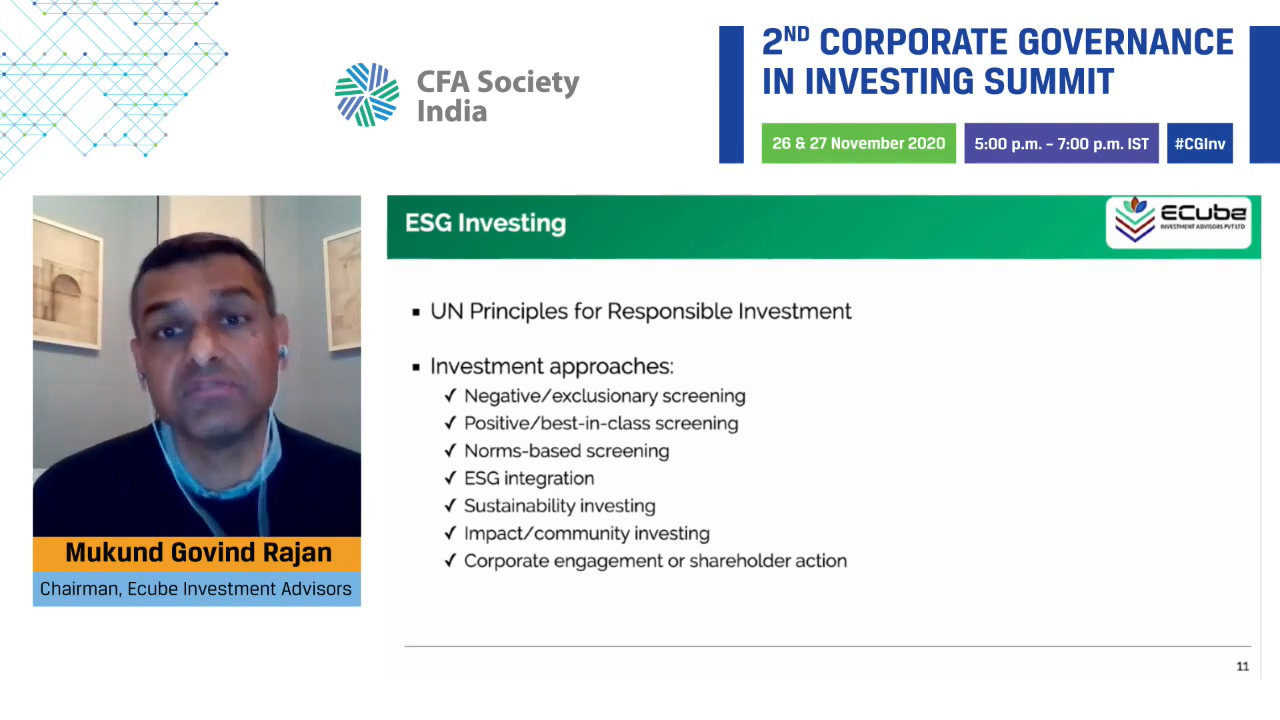 CFA Society
India
2ND CORPORATE GOVERNANCE
IN INVESTING SUMMIT
26 & 27 November 2020
5:00 p.m. – 7:00 p.m. IST
#CGInv
Mukund Govind Rajan
Chairman, Ecube Investment Advisors
ESG Investing
ECube
INVESTMENT ADVISORS PVT LTD
▪ UN Principles for Responsible Investment
▪ Investment approaches:
✓ Negative/exclusionary screening
✓ Positive/best-in-class screening
✓ Norms-based screening
✓ ESG integration
✓ Sustainability investing
✓ Impact/community investing
✓ Corporate engagement or shareholder action
11